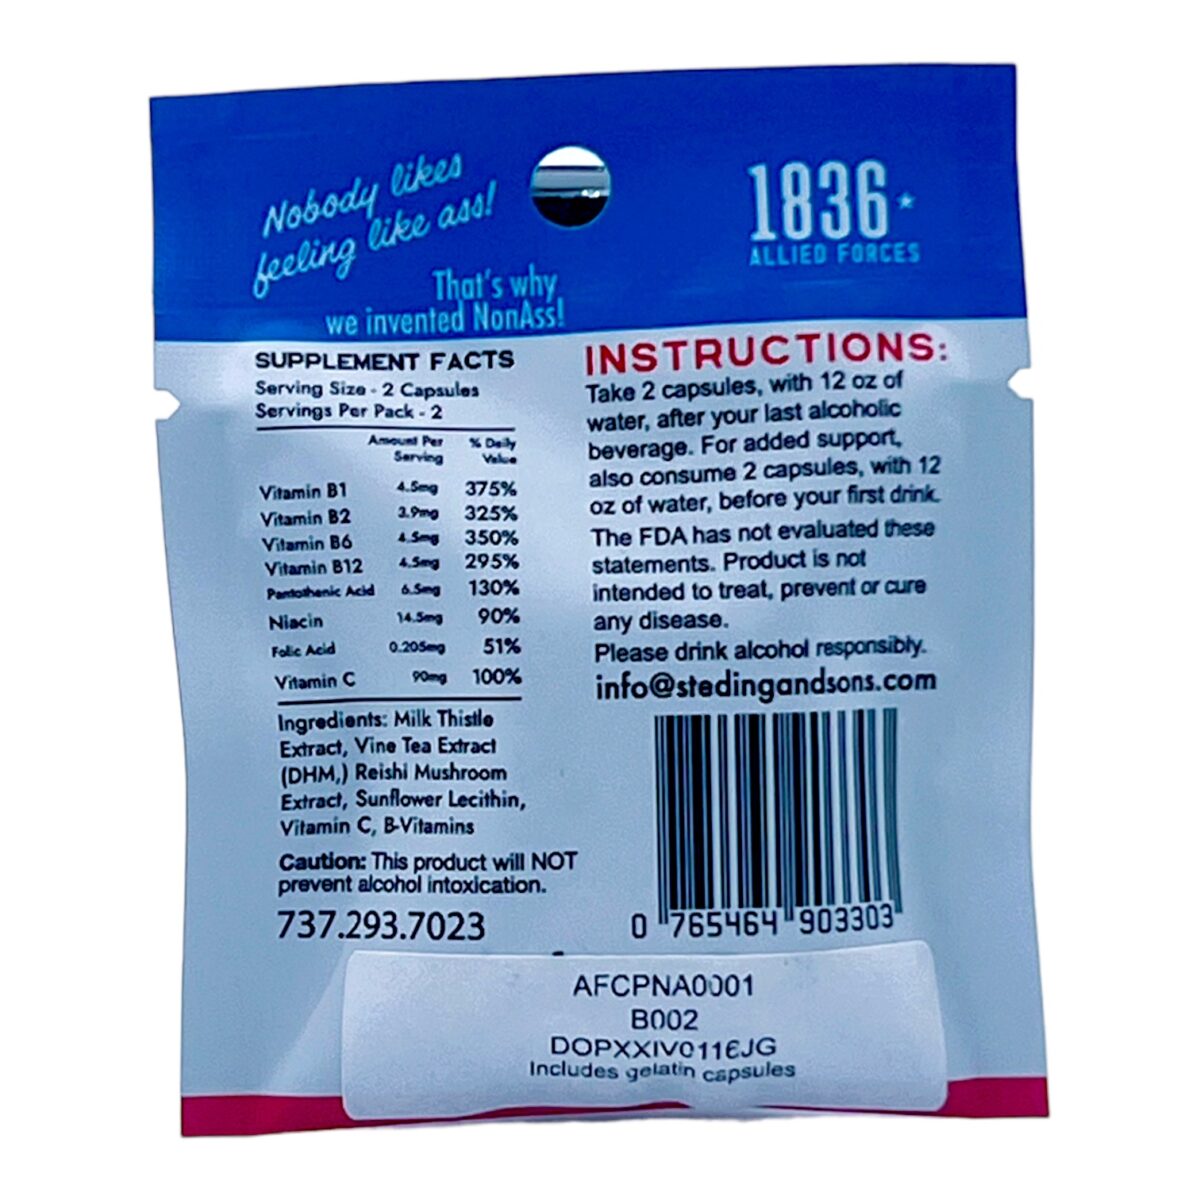 Nobody likes
feeling like ass!
That's why
we invented NonAss!
1836
ALLIED FORCES
SUPPLEMENT FACTS
Serving Size - 2 Capsules
Servings Per Pack - 2
Amount Per Serving % Daily Value
Vitamin B1 4.5mg 375%
Vitamin B2 3.9mg 325%
Vitamin B6 4.5mg 350%
Vitamin B12 4.5mg 295%
Pantothenic Acid 6.5mg 130%
Niacin 14.5mg 90%
Folic Acid 0.205mg 51%
Vitamin C 90mg 100%
Ingredients: Milk Thistle
Extract, Vine Tea Extract
(DHM,) Reishi Mushroom
Extract, Sunflower Lecithin,
Vitamin C, B-Vitamins
Caution: This product will NOT
prevent alcohol intoxication.
737.293.7023
INSTRUCTIONS:
Take 2 capsules, with 12 oz of
water, after your last alcoholic
beverage. For added support,
also consume 2 capsules, with 12
oz of water, before your first drink.
The FDA has not evaluated these
statements. Product is not
intended to treat, prevent or cure
any disease.
Please drink alcohol responsibly.
info@stedingandsons.com
0 765464 903303
AFCPNA0001
B002
DOPXXIV0116JG
Includes gelatin capsules